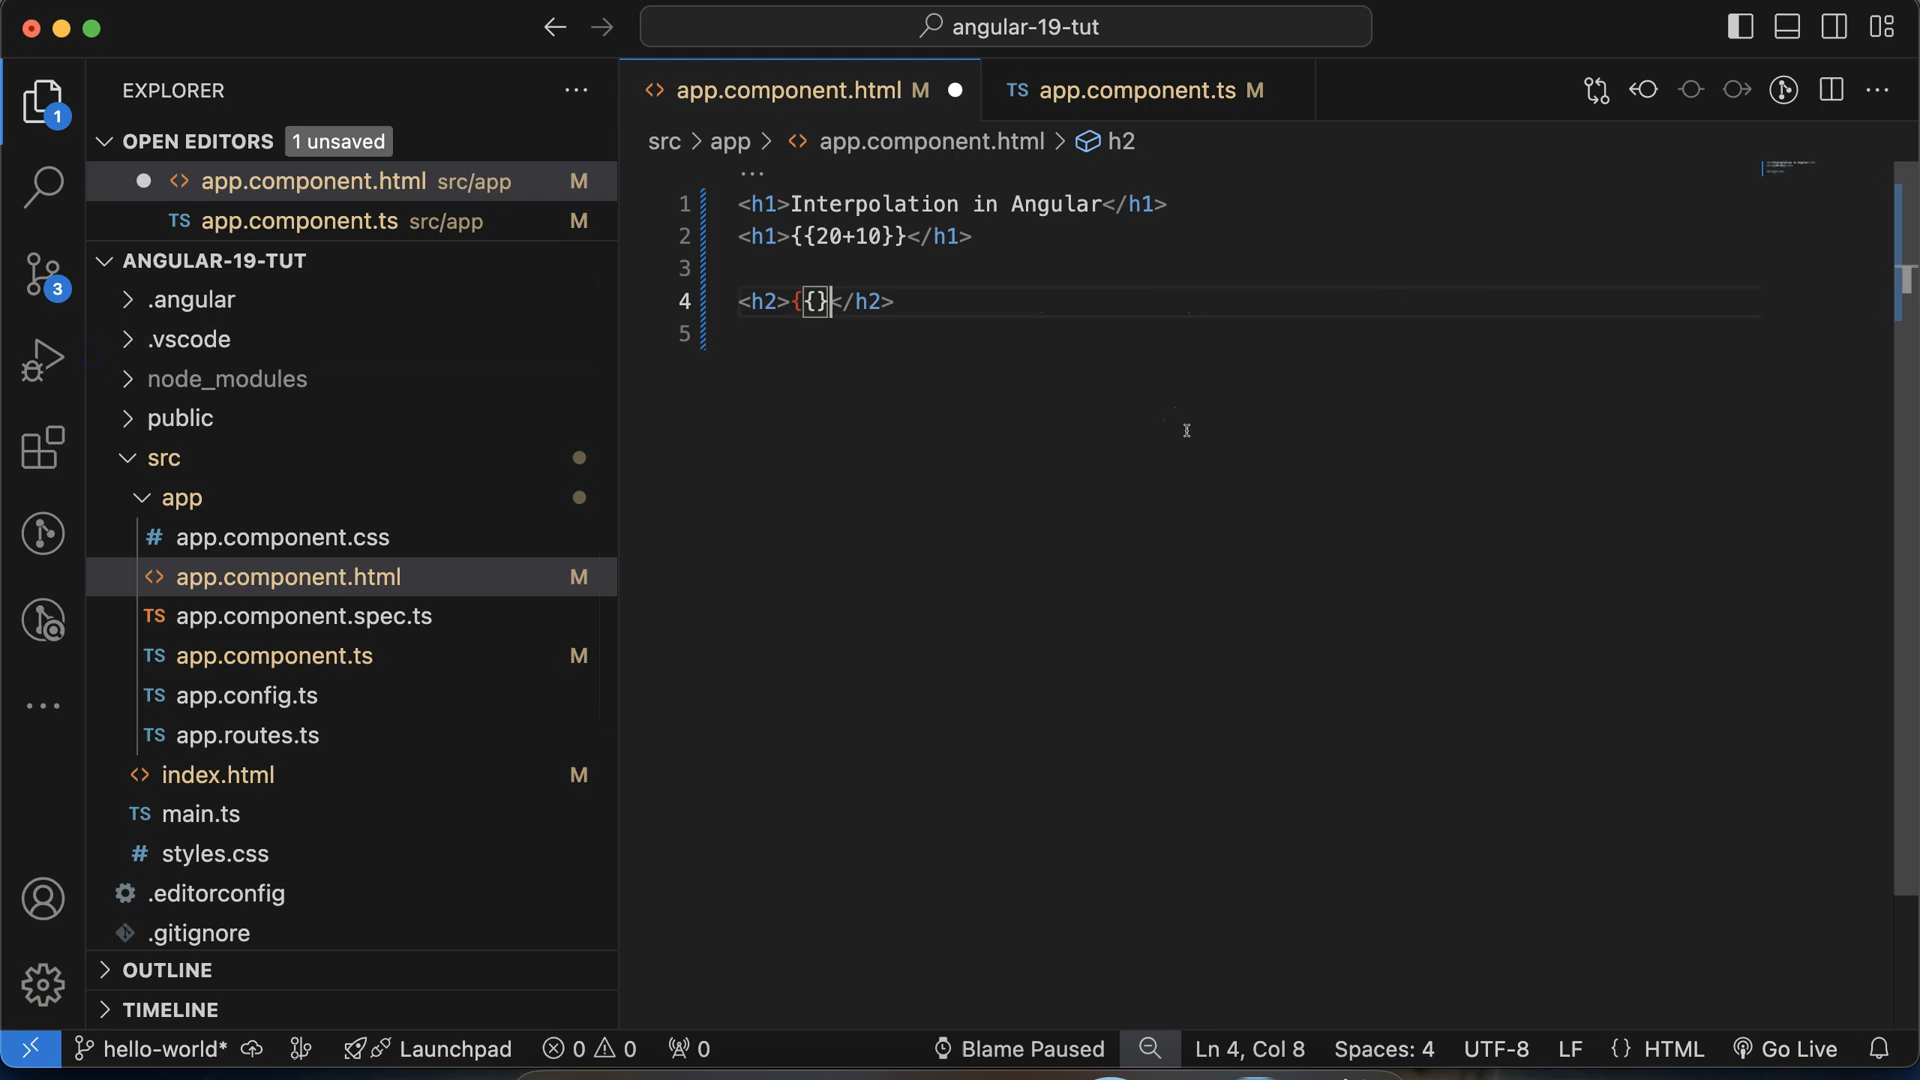 angular-19-tut
EXPLORER
OPEN EDITORS 1 unsaved
app.component.html src/app M
TS app.component.ts src/app M
ANGULAR-19-TUT
.angular
.vscode
node_modules
public
src
app
# app.component.css
app.component.html M
TS app.component.spec.ts
TS app.component.ts M
TS app.config.ts
TS app.routes.ts
index.html M
TS main.ts
# styles.css
.editorconfig
.gitignore
OUTLINE
TIMELINE
1
3
app.component.html M
TS app.component.ts M
src > app > app.component.html > h2
1 <h1>Interpolation in Angular</h1>
2 <h1>{{20+10}}</h1>
3
4 <h2>{{}</h2>
5
hello-world* Launchpad 0 0 0 Blame Paused Ln 4, Col 8 Spaces: 4 UTF-8 LF {} HTML Go Live